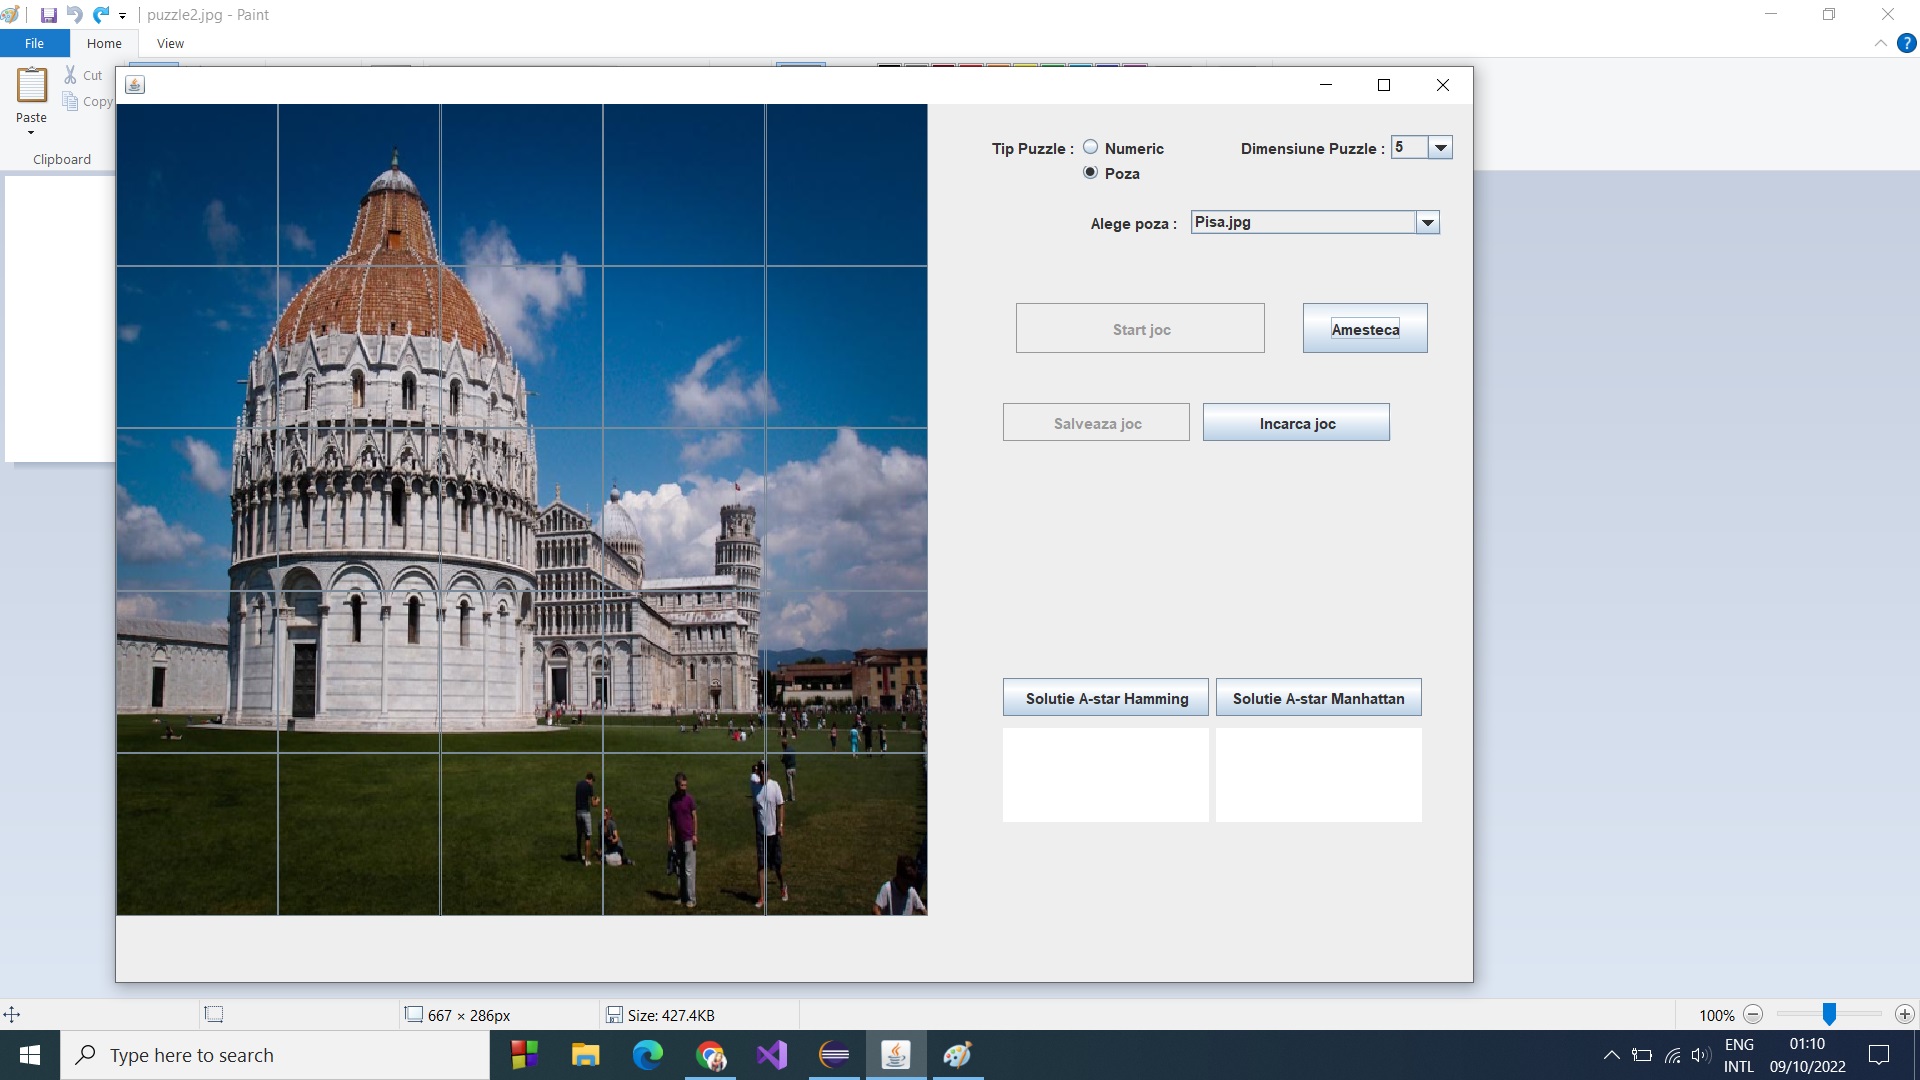 puzzle2.jpg - Paint
File Home View
Cut
Copy
Paste
Clipboard
Tip Puzzle : Numeric Dimensiune Puzzle : 5
Poza
Alege poza : Pisa.jpg
Start joc Amesteca
Salveaza joc Incarca joc
Solutie A-star Hamming Solutie A-star Manhattan
667 × 286px Size: 427.4KB 100%
Type here to search
ENG 01:10
INTL 09/10/2022